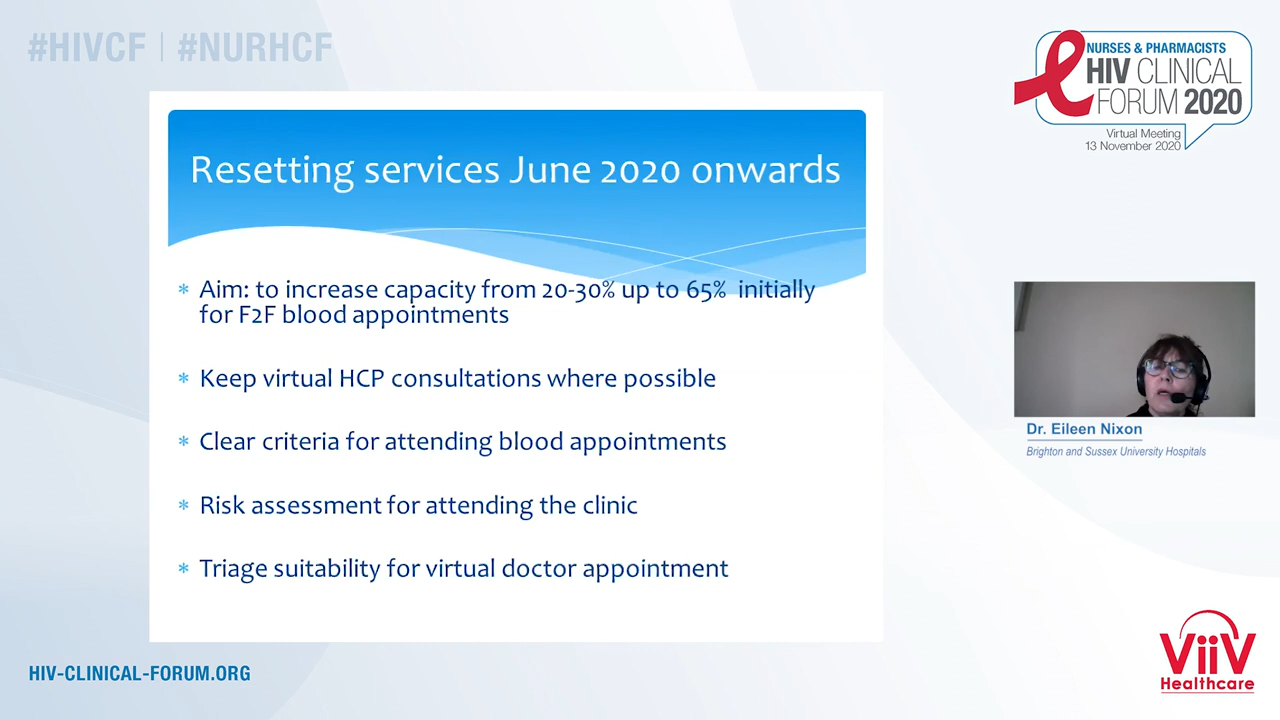 #HIVCF | #NURHCF
NURSES & PHARMACISTS
HIV CLINICAL
FORUM 2020
Virtual Meeting
13 November 2020
Resetting services June 2020 onwards
* Aim: to increase capacity from 20-30% up to 65% initially
for F2F blood appointments
* Keep virtual HCP consultations where possible
* Clear criteria for attending blood appointments
* Risk assessment for attending the clinic
* Triage suitability for virtual doctor appointment
Dr. Eileen Nixon
Brighton and Sussex University Hospitals
HIV-CLINICAL-FORUM.ORG
ViiV
Healthcare